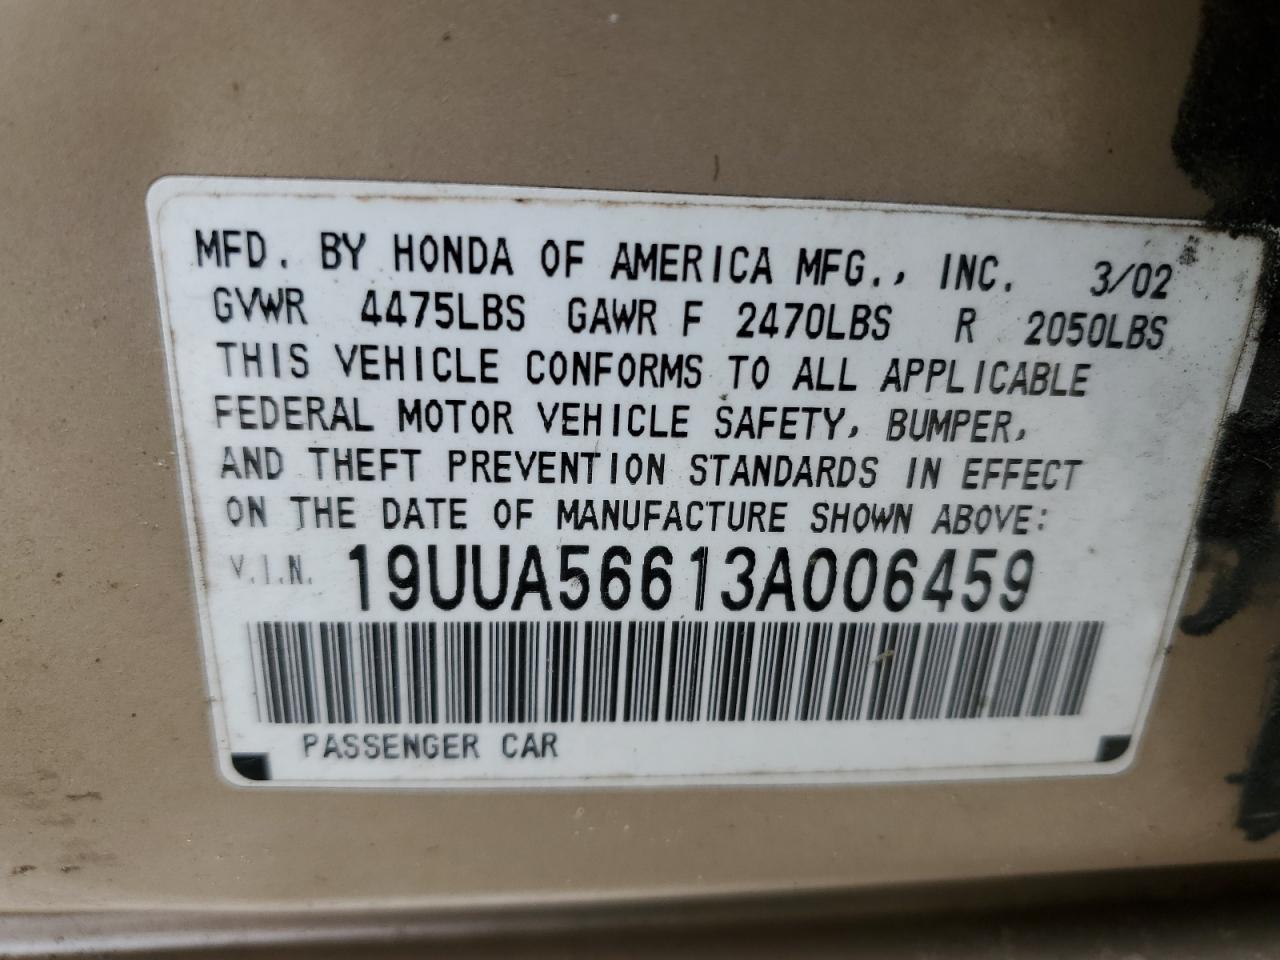 MFD. BY HONDA OF AMERICA MFG., INC. 3/02
GVWR 4475LBS GAWR F 2470LBS R 2050LBS
THIS VEHICLE CONFORMS TO ALL APPLICABLE
FEDERAL MOTOR VEHICLE SAFETY, BUMPER,
AND THEFT PREVENTION STANDARDS IN EFFECT
ON THE DATE OF MANUFACTURE SHOWN ABOVE:
V.I.N. 19UUA56613A006459
PASSENGER CAR